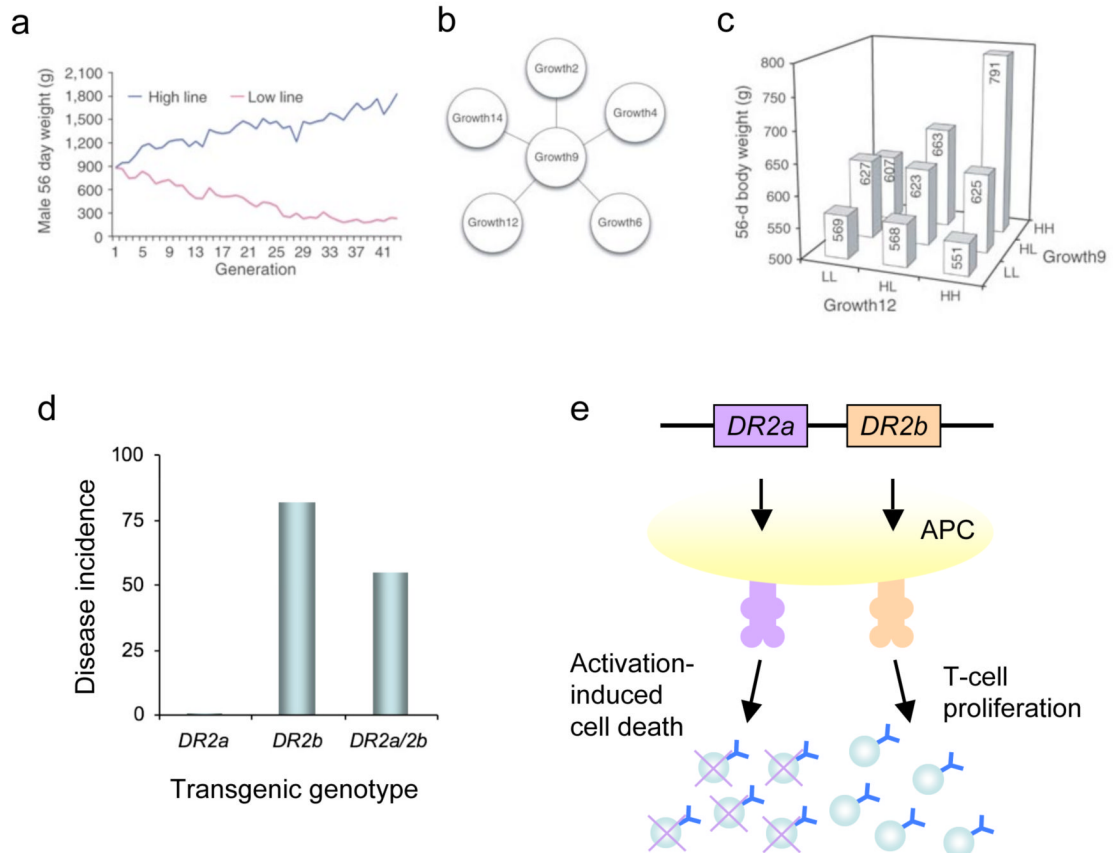 a
Male 56 day weight (g)
2,100
1,800
1,500
1,200
900
600
300
0
High line
Low line
1 5 9 13 17 21 25 29 33 37 41
Generation
b
Growth2
Growth14
Growth4
Growth9
Growth12
Growth6
c
56-d body weight (g)
800
750
700
650
600
550
500
791
663
607
627
623
625
569
568
551
LL
HL
HH
Growth12
LL
HL
HH
Growth9
d
Disease incidence
100
75
50
25
0
DR2a DR2b DR2a/2b
Transgenic genotype
e
DR2a DR2b
APC
Activation-
induced
cell death
T-cell
proliferation